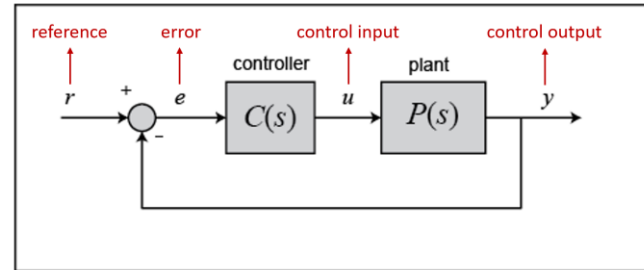 reference error control input control output
controller plant
+ r e u y
C(s) P(s)
-